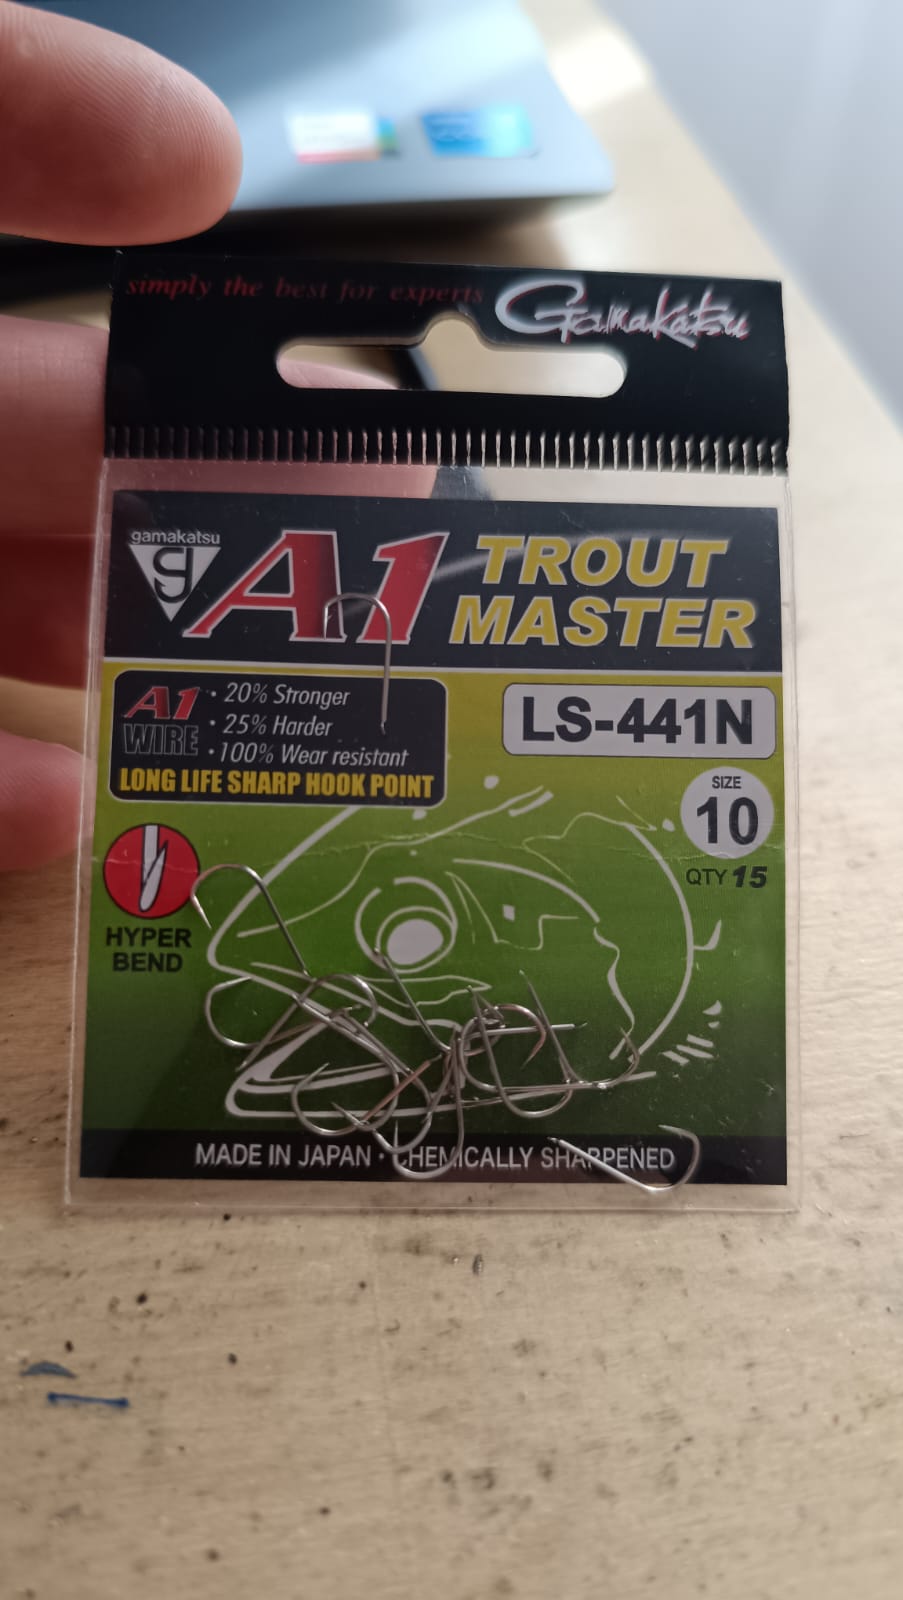 simply the best for experts
Gamakatsu
gamakatsu
G
A1
TROUT
MASTER
A1
WIRE
• 20% Stronger
• 25% Harder
• 100% Wear resistant
LONG LIFE SHARP HOOK POINT
LS-441N
SIZE
10
QTY 15
HYPER
BEND
MADE IN JAPAN · CHEMICALLY SHARPENED